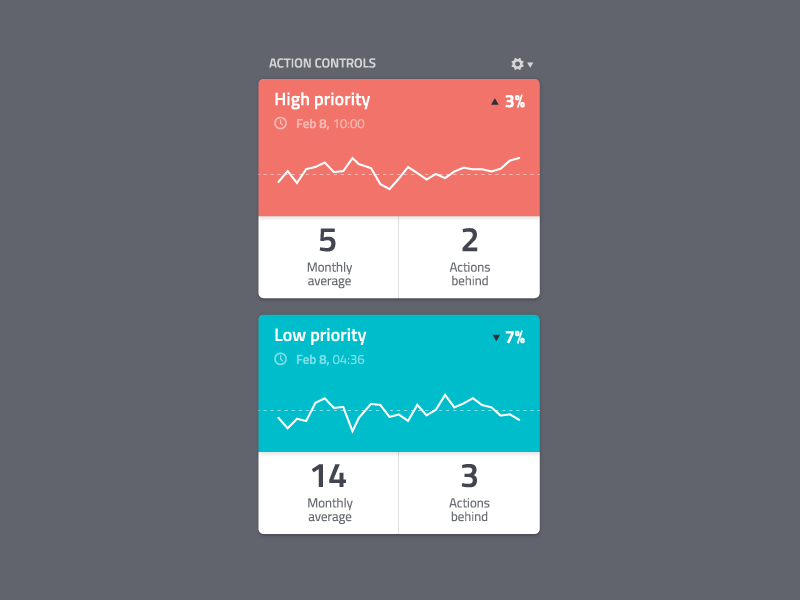 ACTION CONTROLS
High priority
▲ 3%
Feb 8, 10:00
5
Monthly
average
2
Actions
behind
Low priority
▼ 7%
Feb 8, 04:36
14
Monthly
average
3
Actions
behind